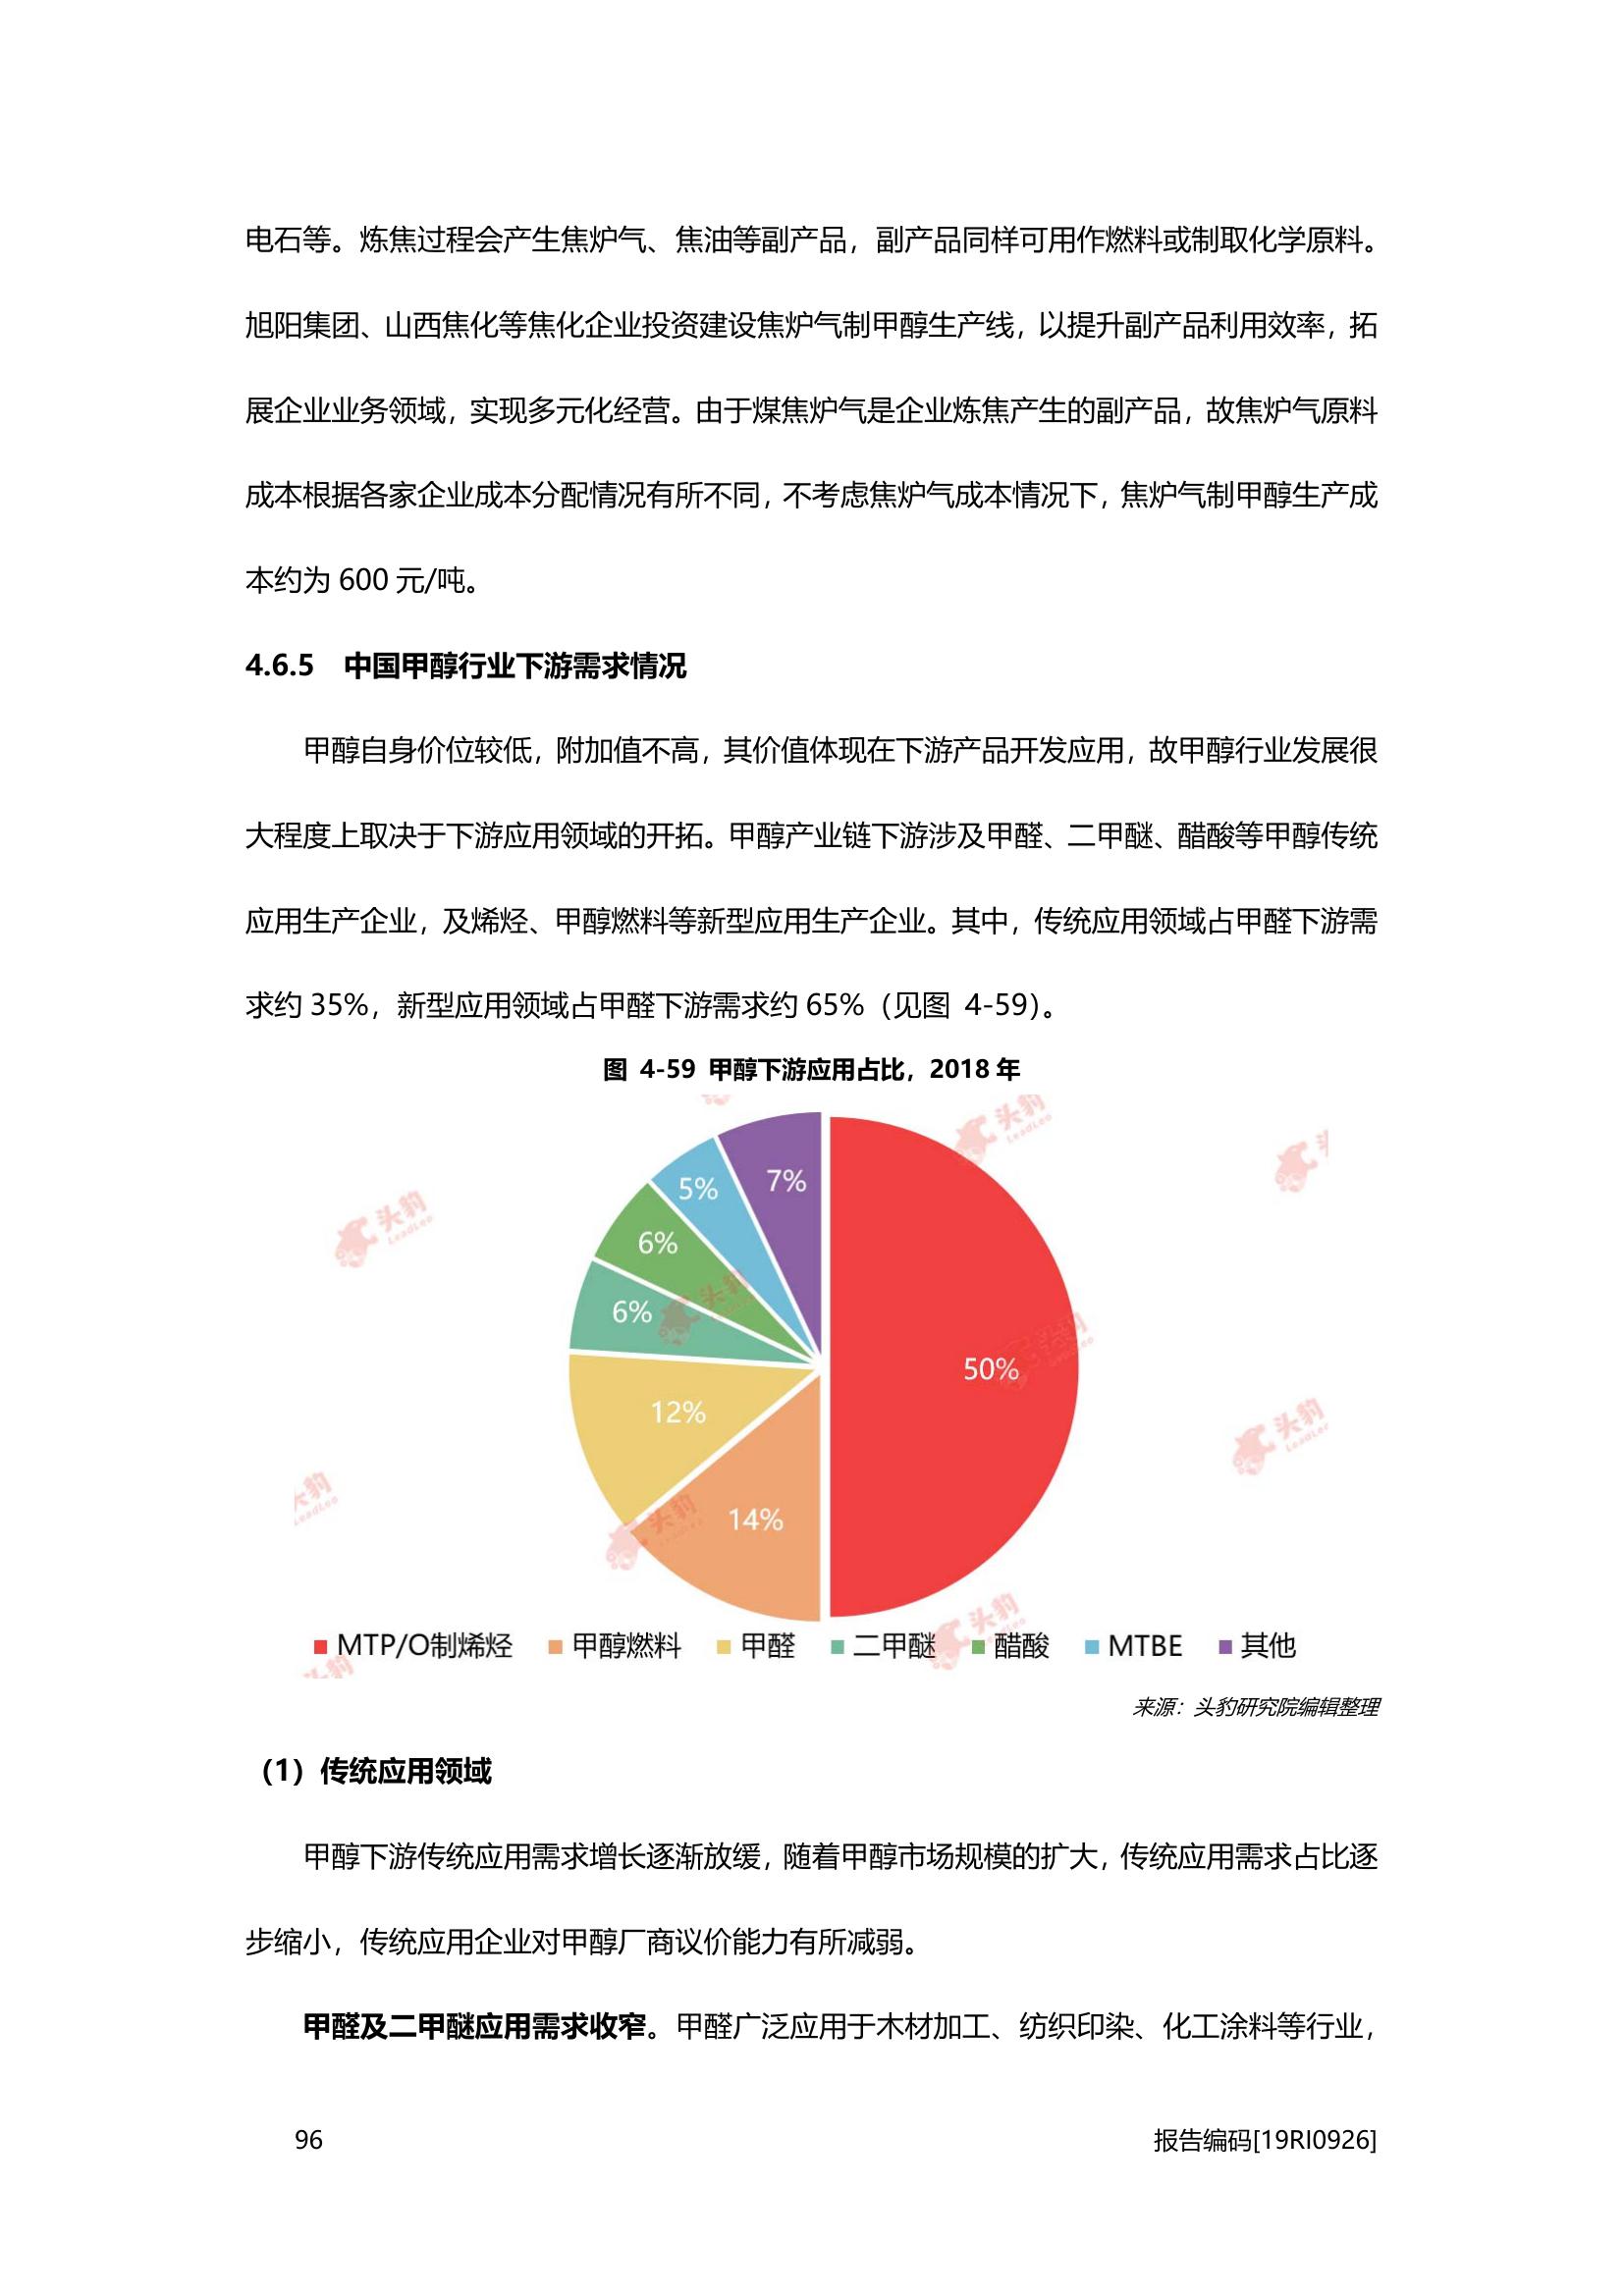 电石等。炼焦过程会产生焦炉气、焦油等副产品，副产品同样可用作燃料或制取化学原料。
旭阳集团、山西焦化等焦化企业投资建设焦炉气制甲醇生产线，以提升副产品利用效率，拓
展企业业务领域，实现多元化经营。由于煤焦炉气是企业炼焦产生的副产品，故焦炉气原料
成本根据各家企业成本分配情况有所不同，不考虑焦炉气成本情况下，焦炉气制甲醇生产成
本约为 600 元/吨。
4.6.5 中国甲醇行业下游需求情况
甲醇自身价位较低，附加值不高，其价值体现在下游产品开发应用，故甲醇行业发展很
大程度上取决于下游应用领域的开拓。甲醇产业链下游涉及甲醛、二甲醚、醋酸等甲醇传统
应用生产企业，及烯烃、甲醇燃料等新型应用生产企业。其中，传统应用领域占甲醛下游需
求约 35%，新型应用领域占甲醛下游需求约 65%（见图 4-59）。
图 4-59 甲醇下游应用占比，2018 年
头豹
LeadLeo
7%
5%
头豹
LeadLeo
6%
头豹
6%
50%
12%
头豹
14%
头豹
头豹
MTP/O制烯烃 甲醇燃料 甲醛 二甲醚 醋酸 MTBE 其他
来源：头豹研究院编辑整理
（1）传统应用领域
甲醇下游传统应用需求增长逐渐放缓，随着甲醇市场规模的扩大，传统应用需求占比逐
步缩小，传统应用企业对甲醇厂商议价能力有所减弱。
甲醛及二甲醚应用需求收窄。甲醛广泛应用于木材加工、纺织印染、化工涂料等行业，
96 报告编码[19RI0926]